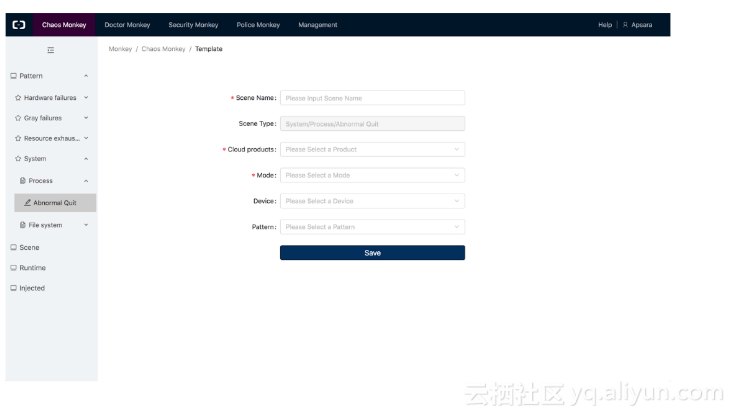 Chaos Monkey Doctor Monkey Security Monkey Police Monkey Management Help Apsara
Monkey / Chaos Monkey / Template
Pattern
Hardware failures
Gray failures
Resource exhaus...
System
Process
Abnormal Quit
File system
Scene
Runtime
Injected
* Scene Name: Please Input Scene Name
Scene Type: System/Process/Abnormal Quit
* Cloud products: Please Select a Product
* Mode: Please Select a Mode
Device: Please Select a Device
Pattern: Please Select a Pattern
Save
云栖社区 yq.aliyun.com